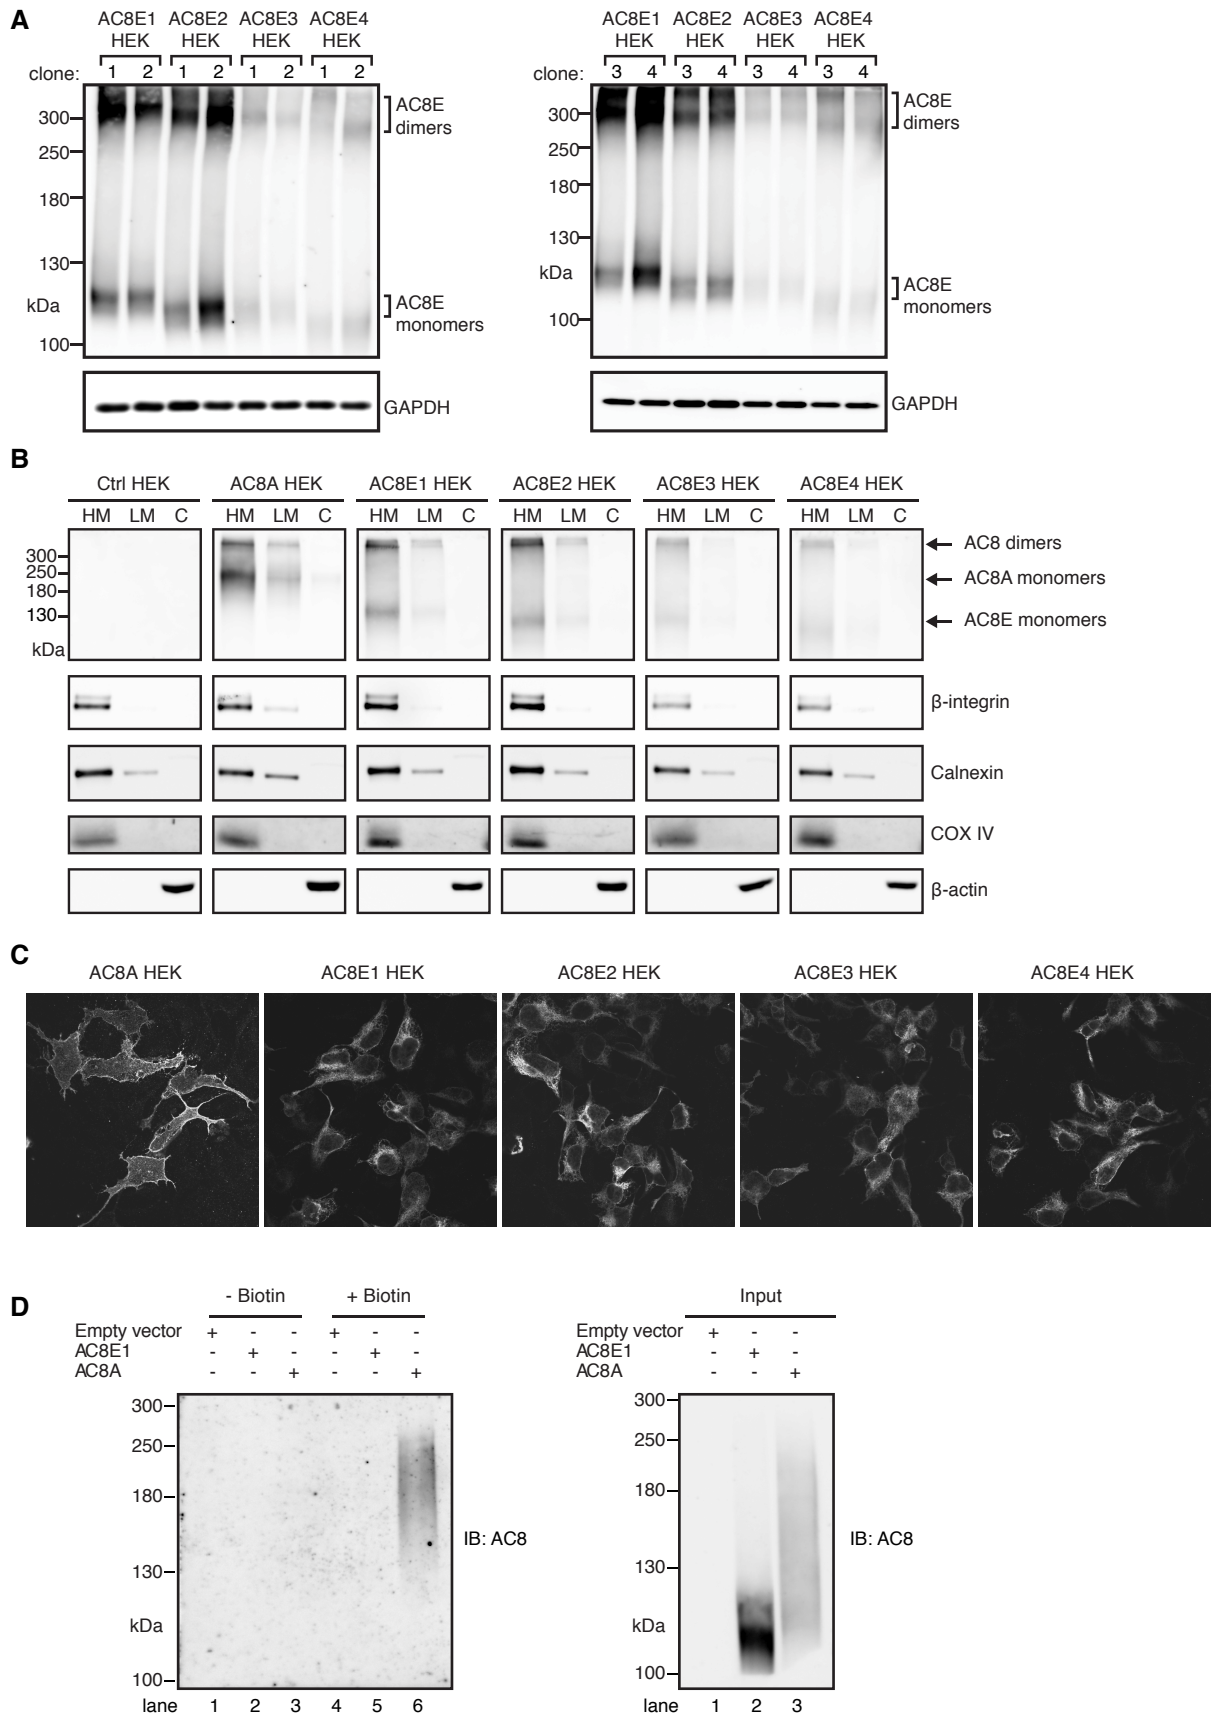 A
AC8E1 AC8E2 AC8E3 AC8E4
HEK HEK HEK HEK
clone: 1 2 1 2 1 2 1 2
300
250
180
130
kDa
100
AC8E
dimers
AC8E
monomers
GAPDH
AC8E1 AC8E2 AC8E3 AC8E4
HEK HEK HEK HEK
clone: 3 4 3 4 3 4 3 4
300
250
180
130
kDa
100
AC8E
dimers
AC8E
monomers
GAPDH
B
Ctrl HEK AC8A HEK AC8E1 HEK AC8E2 HEK AC8E3 HEK AC8E4 HEK
HM LM C HM LM C HM LM C HM LM C HM LM C HM LM C
300
250
180
130
kDa
AC8 dimers
AC8A monomers
AC8E monomers
β-integrin
Calnexin
COX IV
β-actin
C
AC8A HEK AC8E1 HEK AC8E2 HEK AC8E3 HEK AC8E4 HEK
D
- Biotin + Biotin
Empty vector + - - + - -
AC8E1 - + - - + -
AC8A - - + - - +
300
250
180
130
kDa
100
IB: AC8
lane 1 2 3 4 5 6
Input
Empty vector + - -
AC8E1 - + -
AC8A - - +
300
250
180
130
kDa
100
IB: AC8
lane 1 2 3